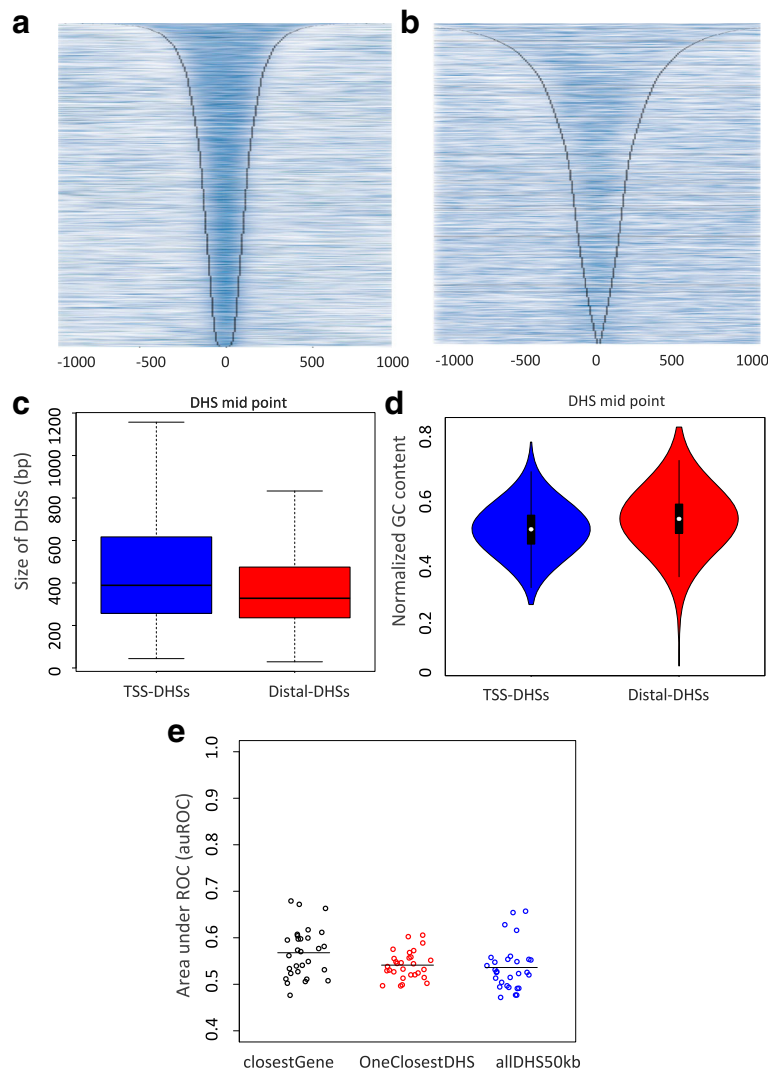 a
b
-1000 -500 0 500 1000
-1000 -500 0 500 1000
c
DHS mid point
d
DHS mid point
Size of DHSs (bp)
0 200 400 600 800 1000 1200
TSS-DHSs Distal-DHSs
Normalized GC content
0 0.2 0.4 0.6 0.8
TSS-DHSs Distal-DHSs
e
Area under ROC (auROC)
0.4 0.5 0.6 0.7 0.8 0.9 1.0
closestGene OneClosestDHS allDHS50kb